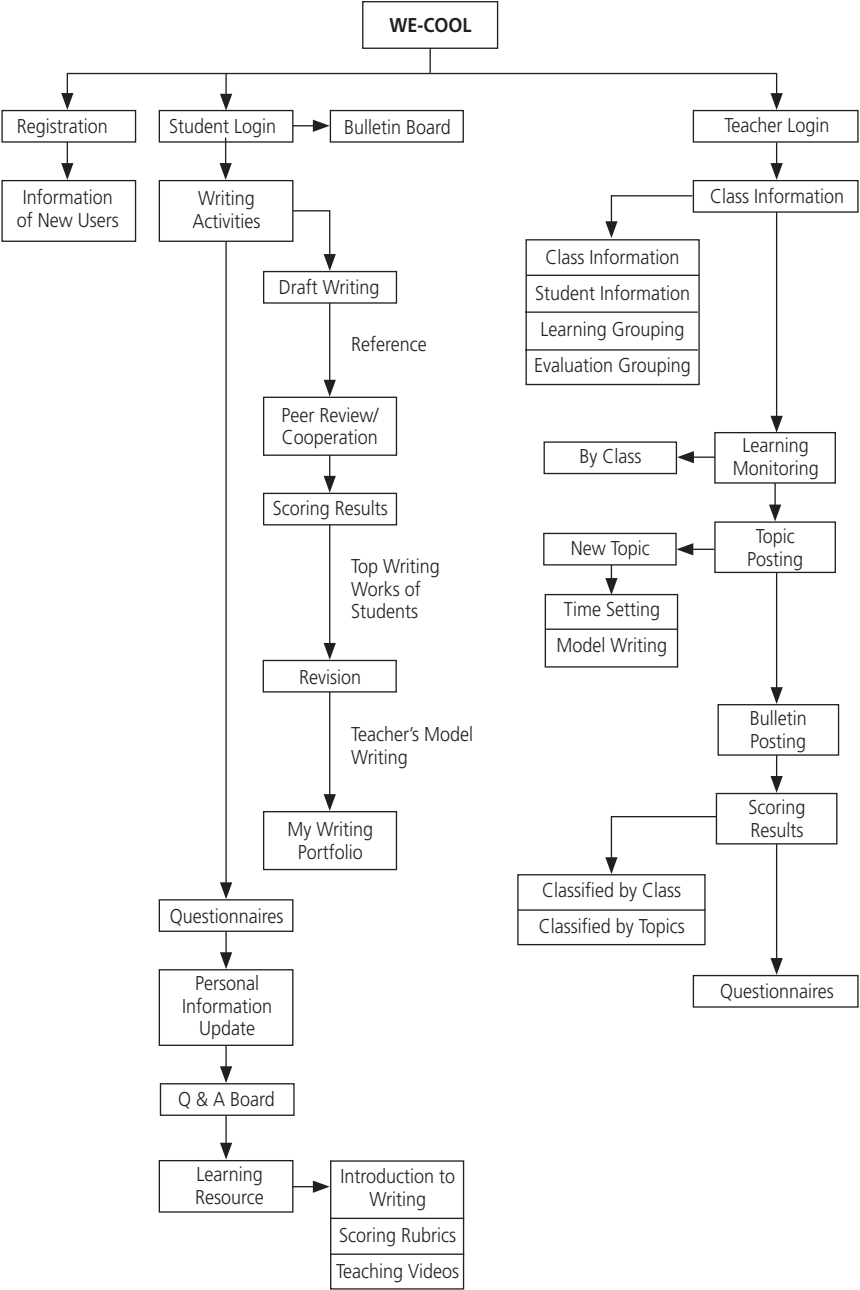 WE-COOL
Registration
Student Login
Bulletin Board
Teacher Login
Information
of New Users
Writing
Activities
Class Information
Class Information
Student Information
Learning Grouping
Evaluation Grouping
Draft Writing
Reference
Peer Review/
Cooperation
Scoring Results
Top Writing
Works of
Students
Revision
Teacher's Model
Writing
My Writing
Portfolio
By Class
Learning
Monitoring
New Topic
Topic
Posting
Time Setting
Model Writing
Bulletin
Posting
Scoring
Results
Classified by Class
Classified by Topics
Questionnaires
Questionnaires
Personal
Information
Update
Q & A Board
Learning
Resource
Introduction to
Writing
Scoring Rubrics
Teaching Videos